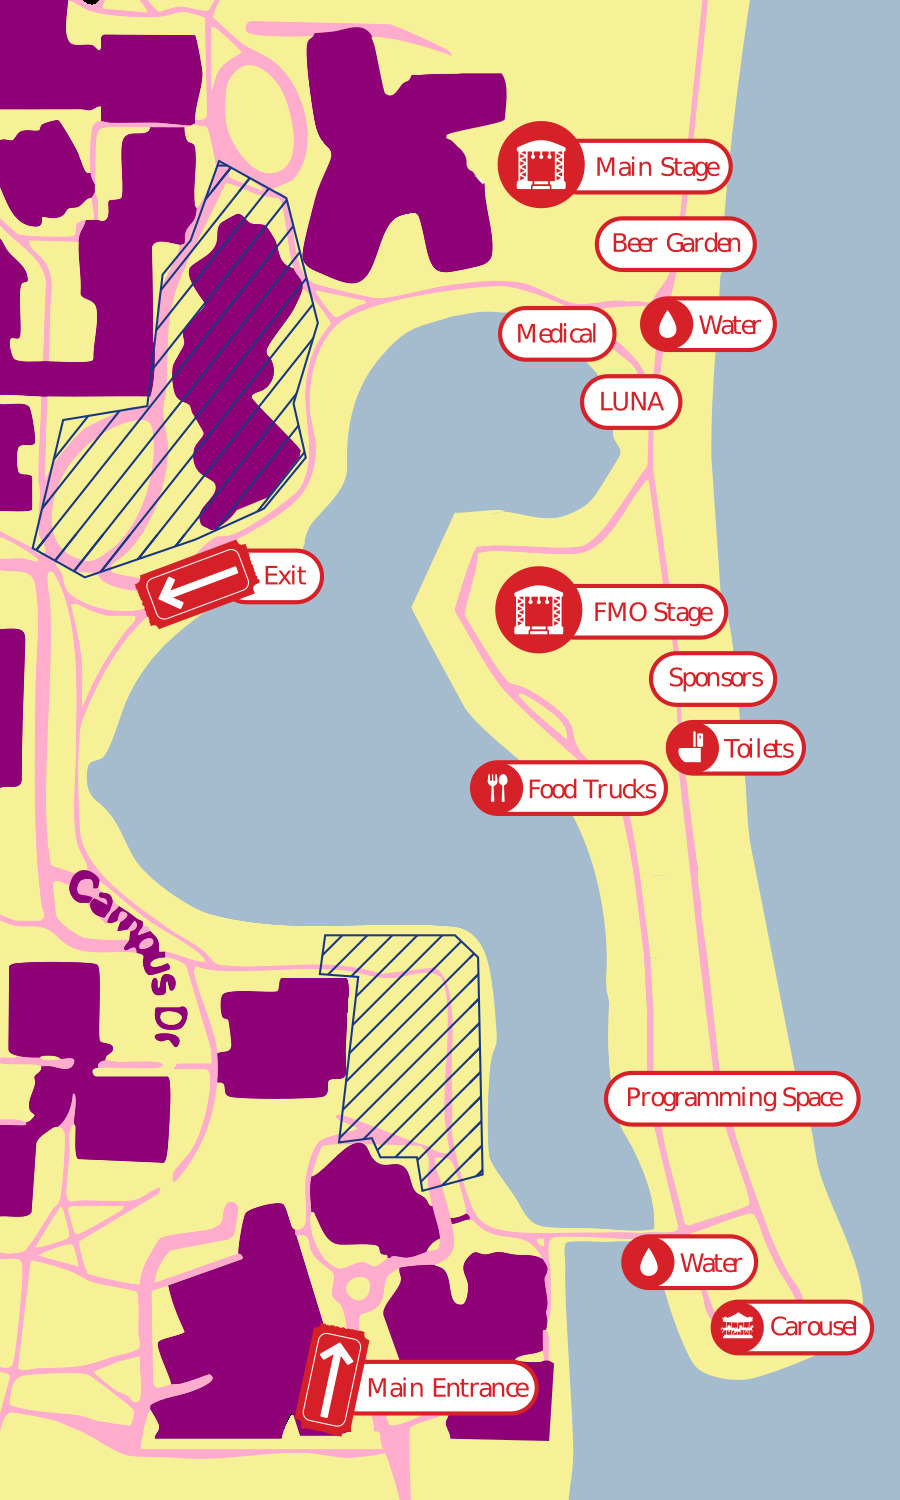 Main Stage
Beer Garden
Water
Medical
LUNA
Exit
FMO Stage
Sponsors
Toilets
Food Trucks
Campus Dr
Programming Space
Water
Carousel
Main Entrance